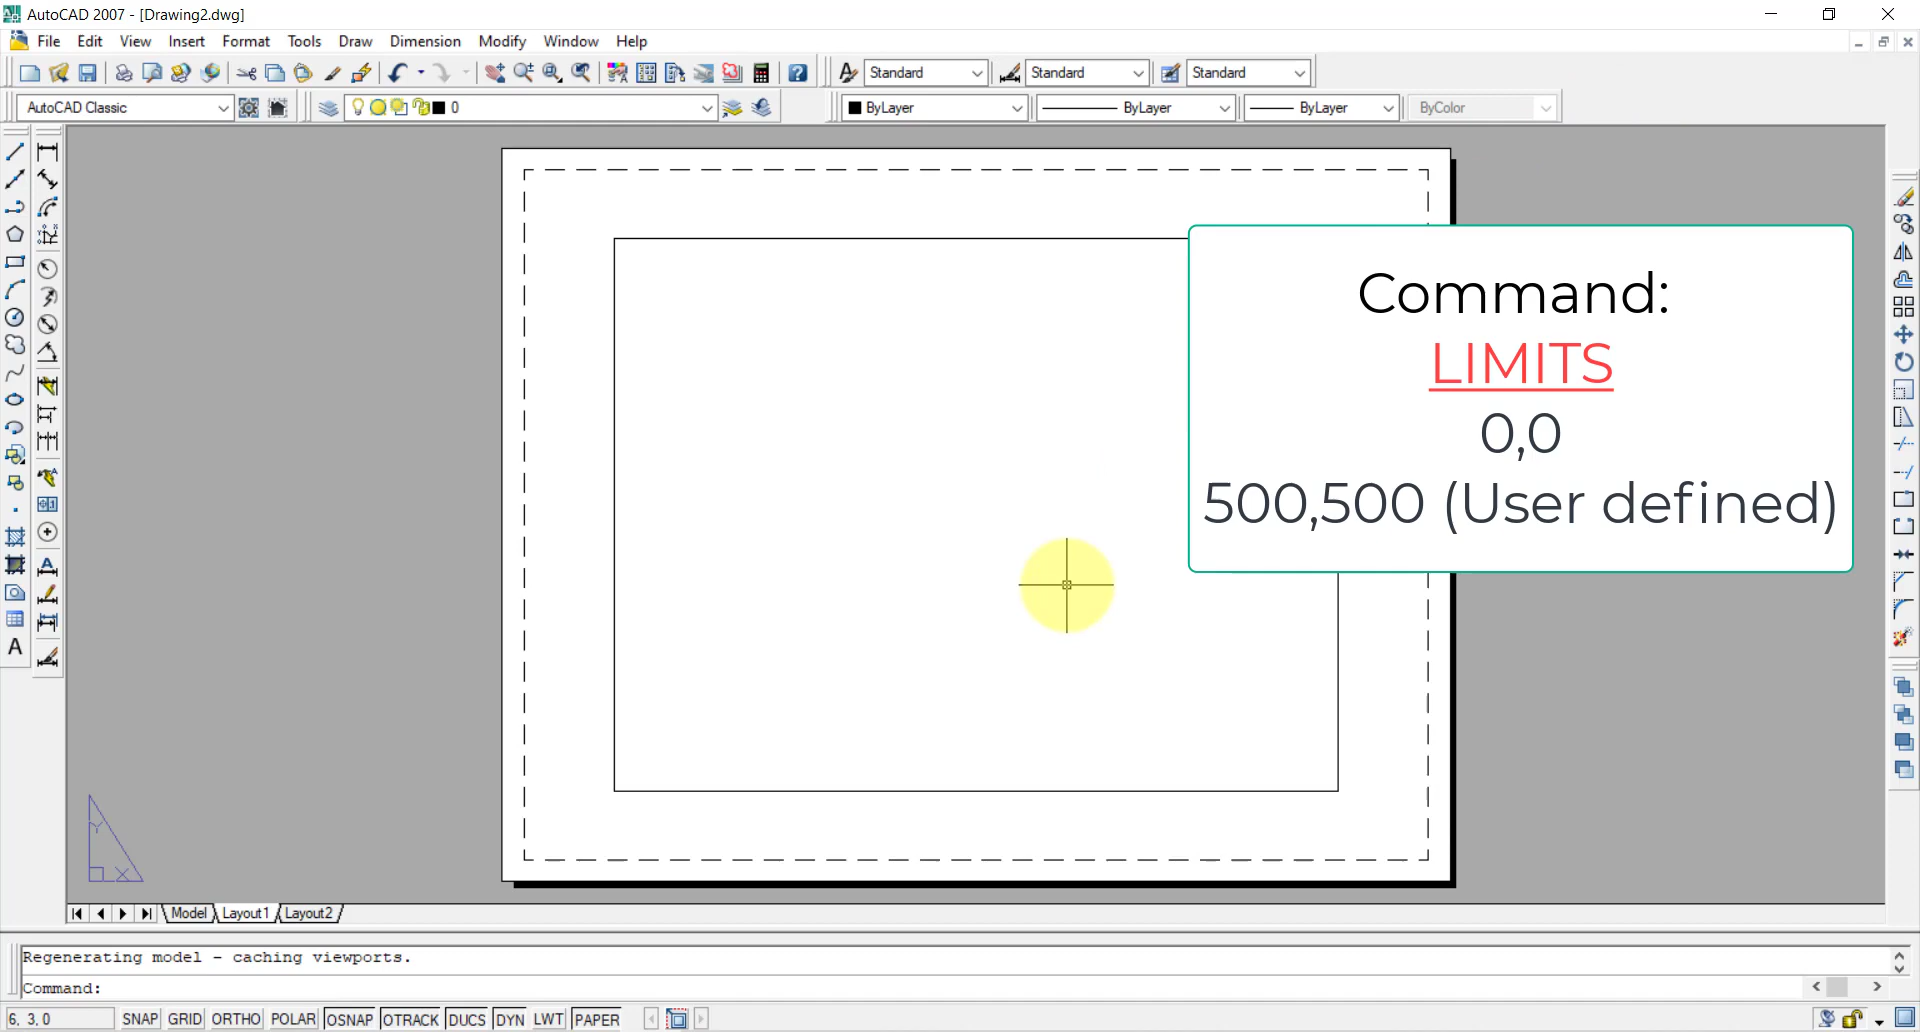 AutoCAD 2007 - [Drawing2.dwg]
File Edit View Insert Format Tools Draw Dimension Modify Window Help
Standard Standard Standard
AutoCAD Classic 0 ByLayer ByLayer ByLayer ByColor
Command:
LIMITS
0,0
500,500 (User defined)
Y
X
Model Layout1 Layout2
Regenerating model - caching viewports.
Command:
6, 3, 0 SNAP GRID ORTHO POLAR OSNAP OTRACK DUCS DYN LWT PAPER